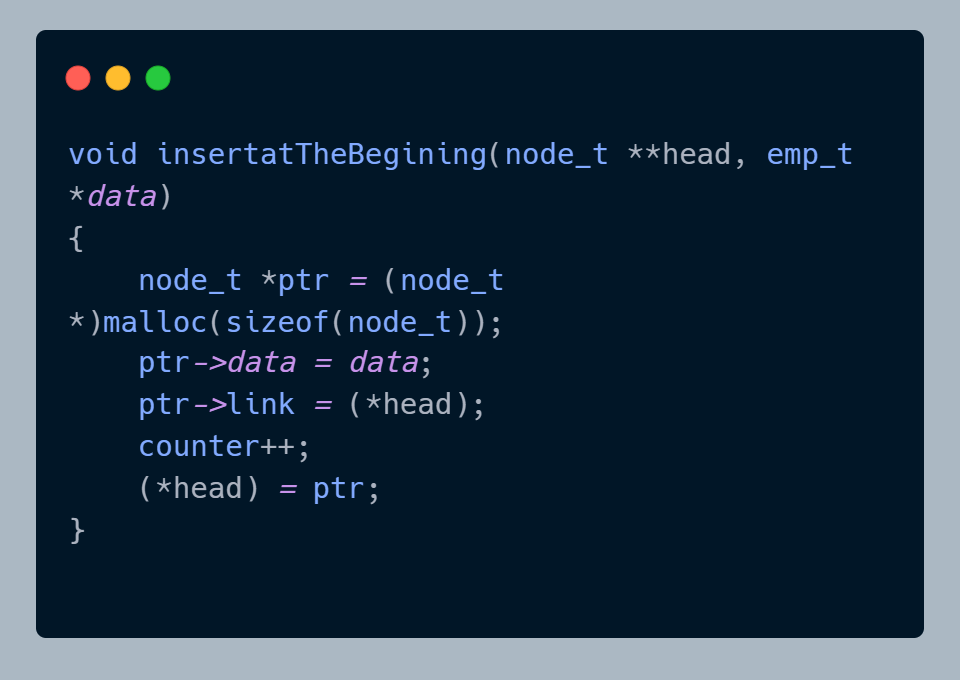 void insertatTheBegining(node_t **head, emp_t
*data)
{
    node_t *ptr = (node_t
*)malloc(sizeof(node_t));
    ptr->data = data;
    ptr->link = (*head);
    counter++;
    (*head) = ptr;
}